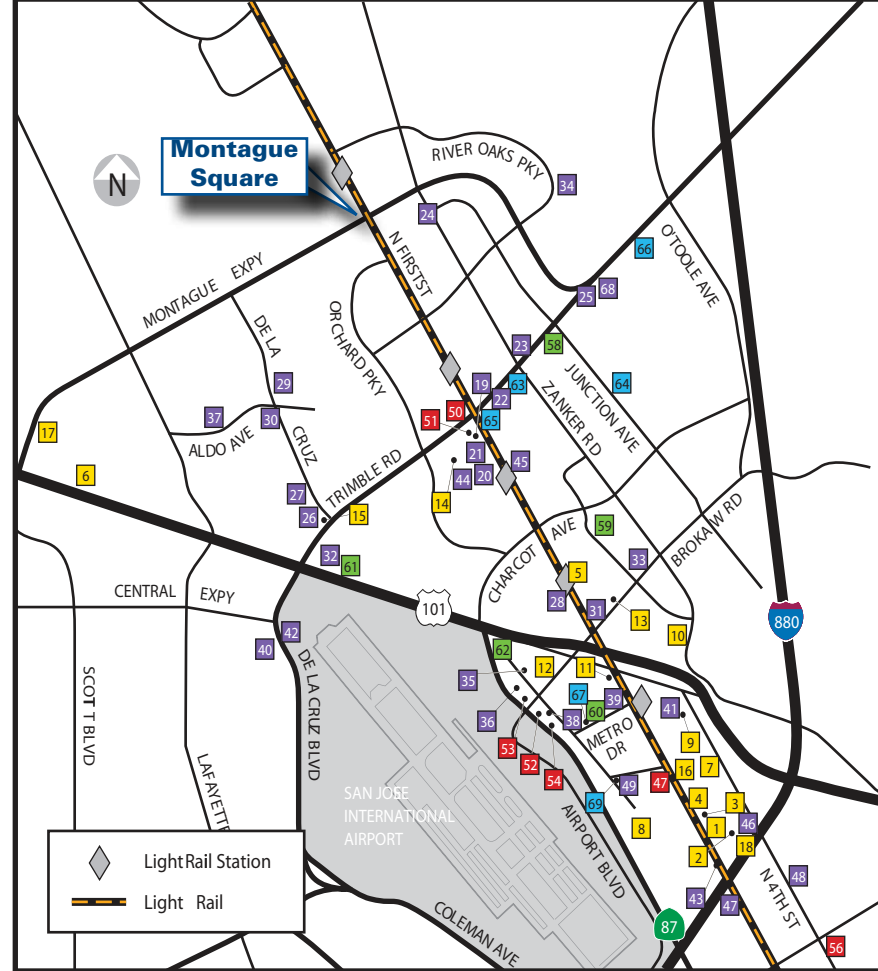 Montague
Square
N
RIVER OAKS PKY
34
24
N FIRSTST
O'TOOLE AVE
66
MONTAGUE EXPY
25
68
DE LA
ORCHARD PKY
23
58
29
19
63
JUNCTION AVE
64
22
ZANKER RD
37
30
51
50
65
17
ALDO AVE
CRUZ
21
45
6
TRIMBLE RD
44
20
27
14
26
15
59
BROKAW RD
32
61
CHARCOT AVE
33
5
CENTRAL EXPY
101
28
31
13
880
10
42
40
62
12
11
35
67
39
41
36
38
60
SCOTT BLVD
DE LA CRUZ BLVD
53
METRO
DR
9
52
54
16
7
49
47
LAFAYETTE
SAN JOSE
INTERNATIONAL
AIRPORT
69
4
3
AIRPORT BLVD
8
1
46
2
18
LightRail Station
43
47
N 4TH ST
48
Light Rail
COLEMAN AVE
87
56